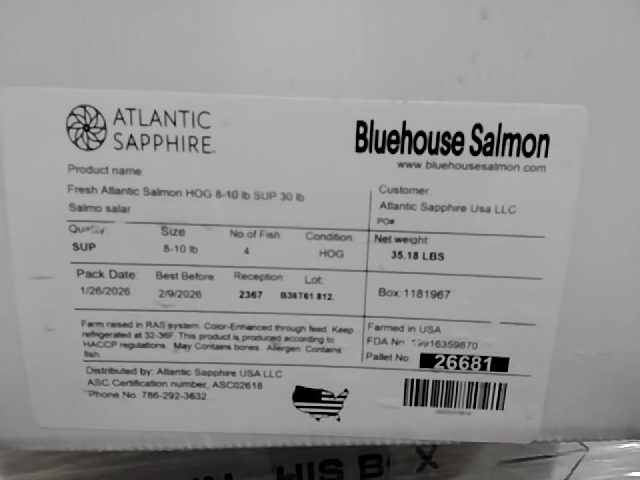 ATLANTIC
SAPPHIRE
Bluehouse Salmon
www.bluehousesalmon.com
Product name
Fresh Atlantic Salmon HOG 8-10 lb SUP 30 lb
Salmo salar
Customer
Atlantic Sapphire Usa LLC
PO#
Size No of Fish Condition
SUP 8-10 lb 4 HOG
Net weight
35.18 LBS
Pack Date: Best Before Reception Lot:
1/26/2026 2/9/2026 2367 B38T61 812.
Box:1181967
Farm raised in RAS system. Color-Enhanced through feed. Keep
refrigerated at 32-36F. This product is produced according to
HACCP regulations. May Contains bones. Allergen: Contains
fish.
Farmed in USA
FDA No
Pallet No: 26681
Distributed by: Atlantic Sapphire USA LLC
ASC Certification number: ASC02618
Phone No. 786-292-3632
HIS B X